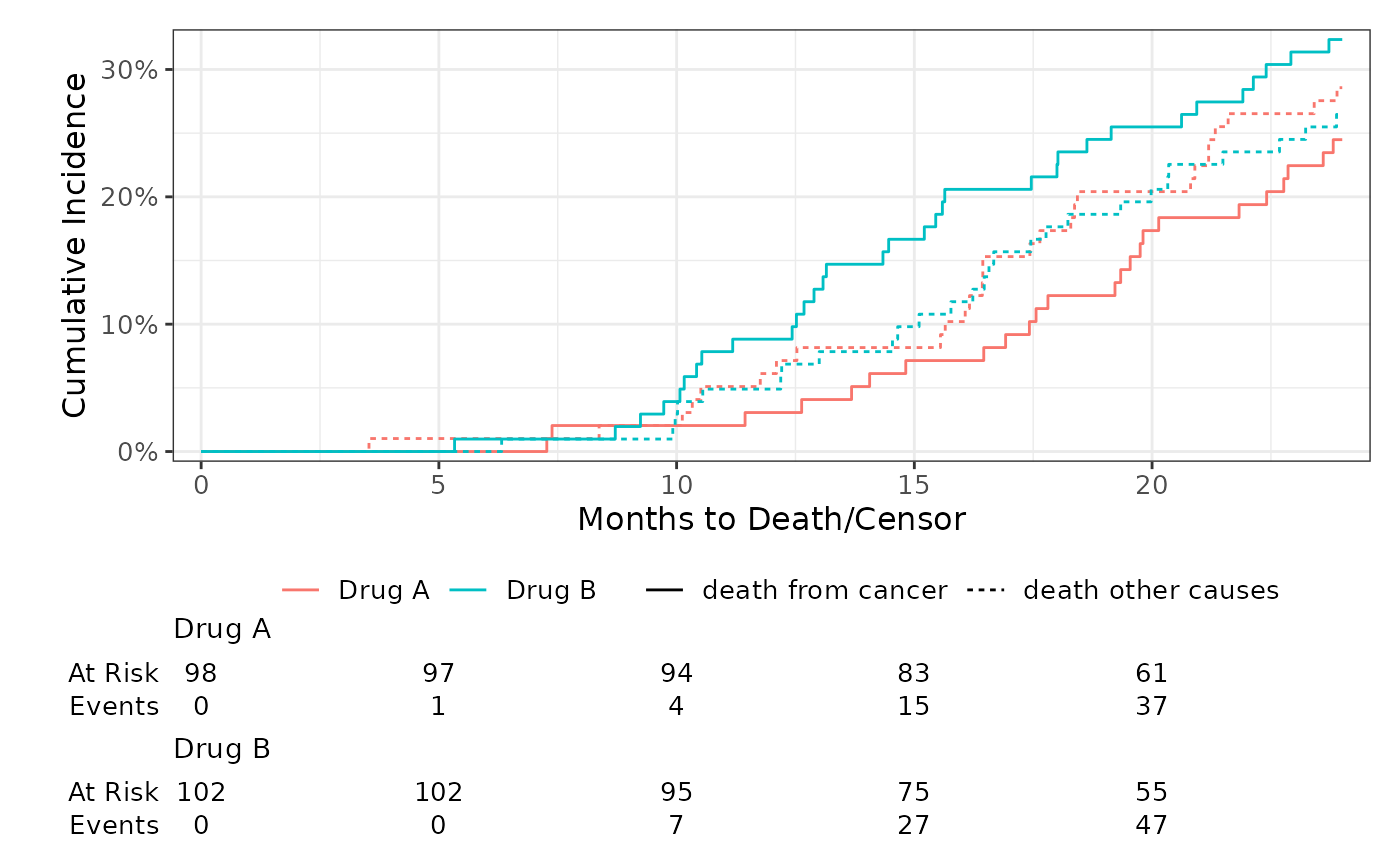 30%
20%
10%
0%
Cumulative Incidence
0 5 10 15 20
Months to Death/Censor
Drug A Drug B death from cancer death other causes
Drug A
At Risk 98 97 94 83 61
Events 0 1 4 15 37
Drug B
At Risk 102 102 95 75 55
Events 0 0 7 27 47